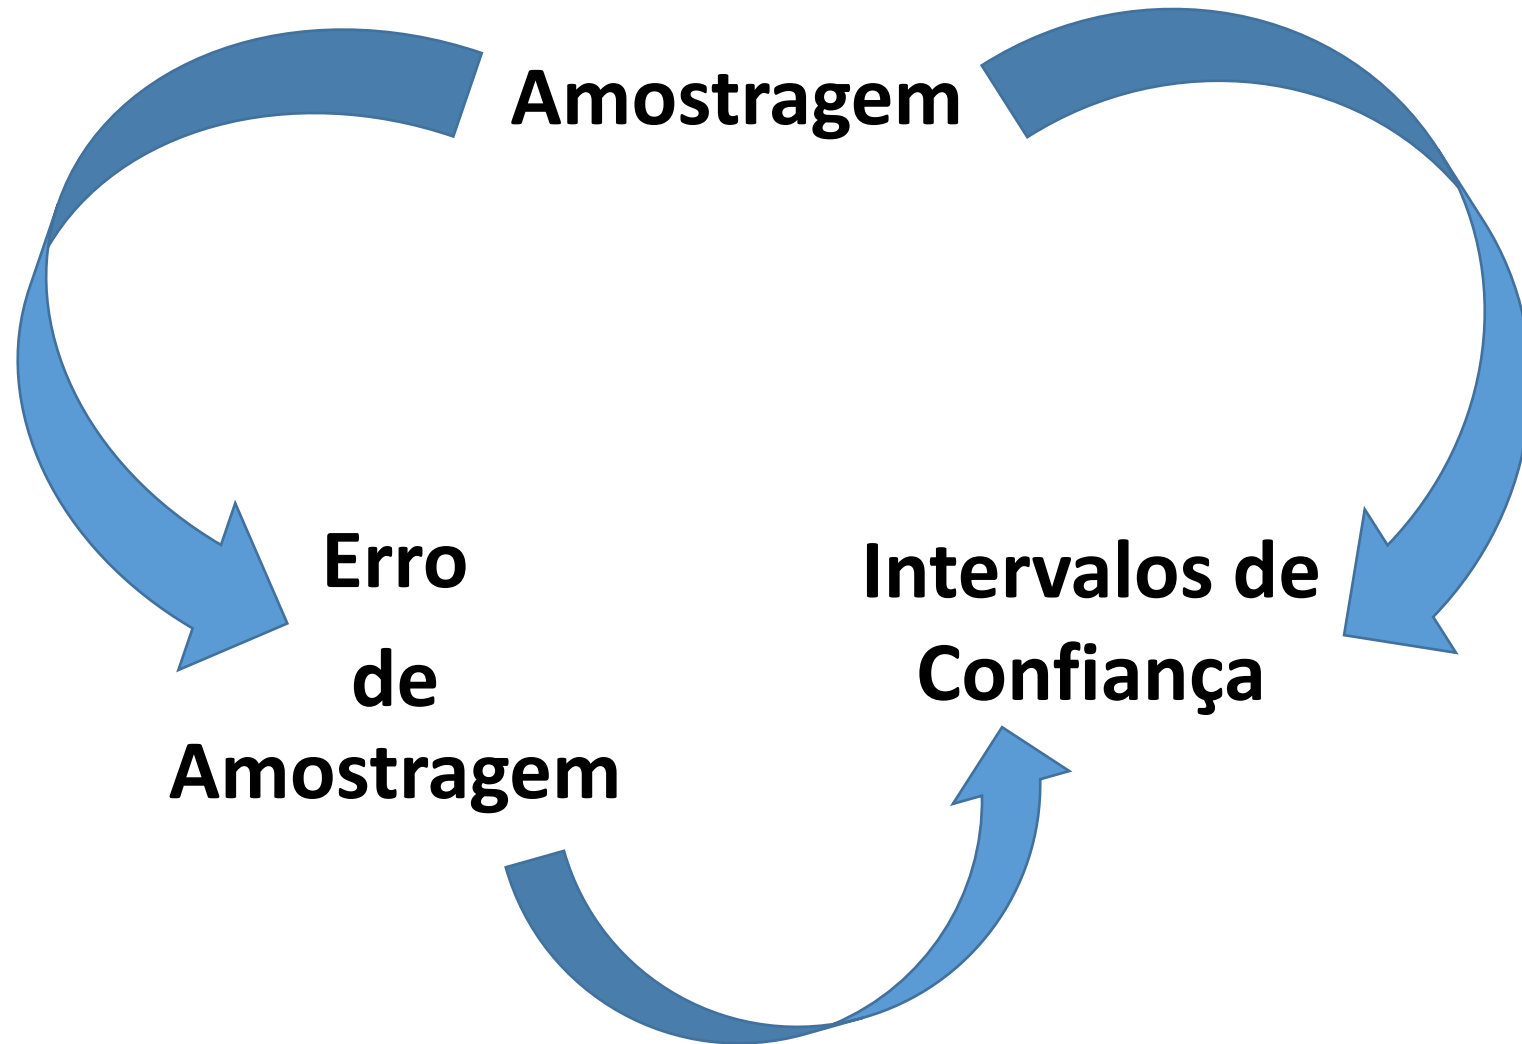 Amostragem
Erro
de
Amostragem
Intervalos de
Confiança